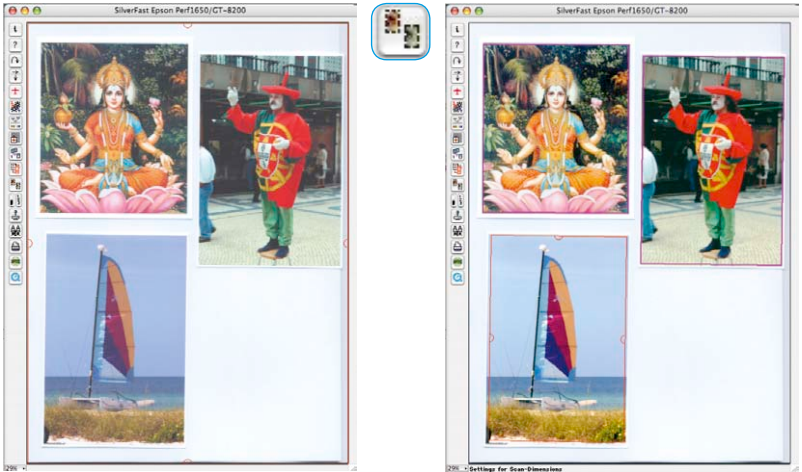 SilverFast Epson Perf1650/GT-8200
SilverFast Epson Perf1650/GT-8200
i
?
i
?
29%
29%
Settings for Scan-Dimensions